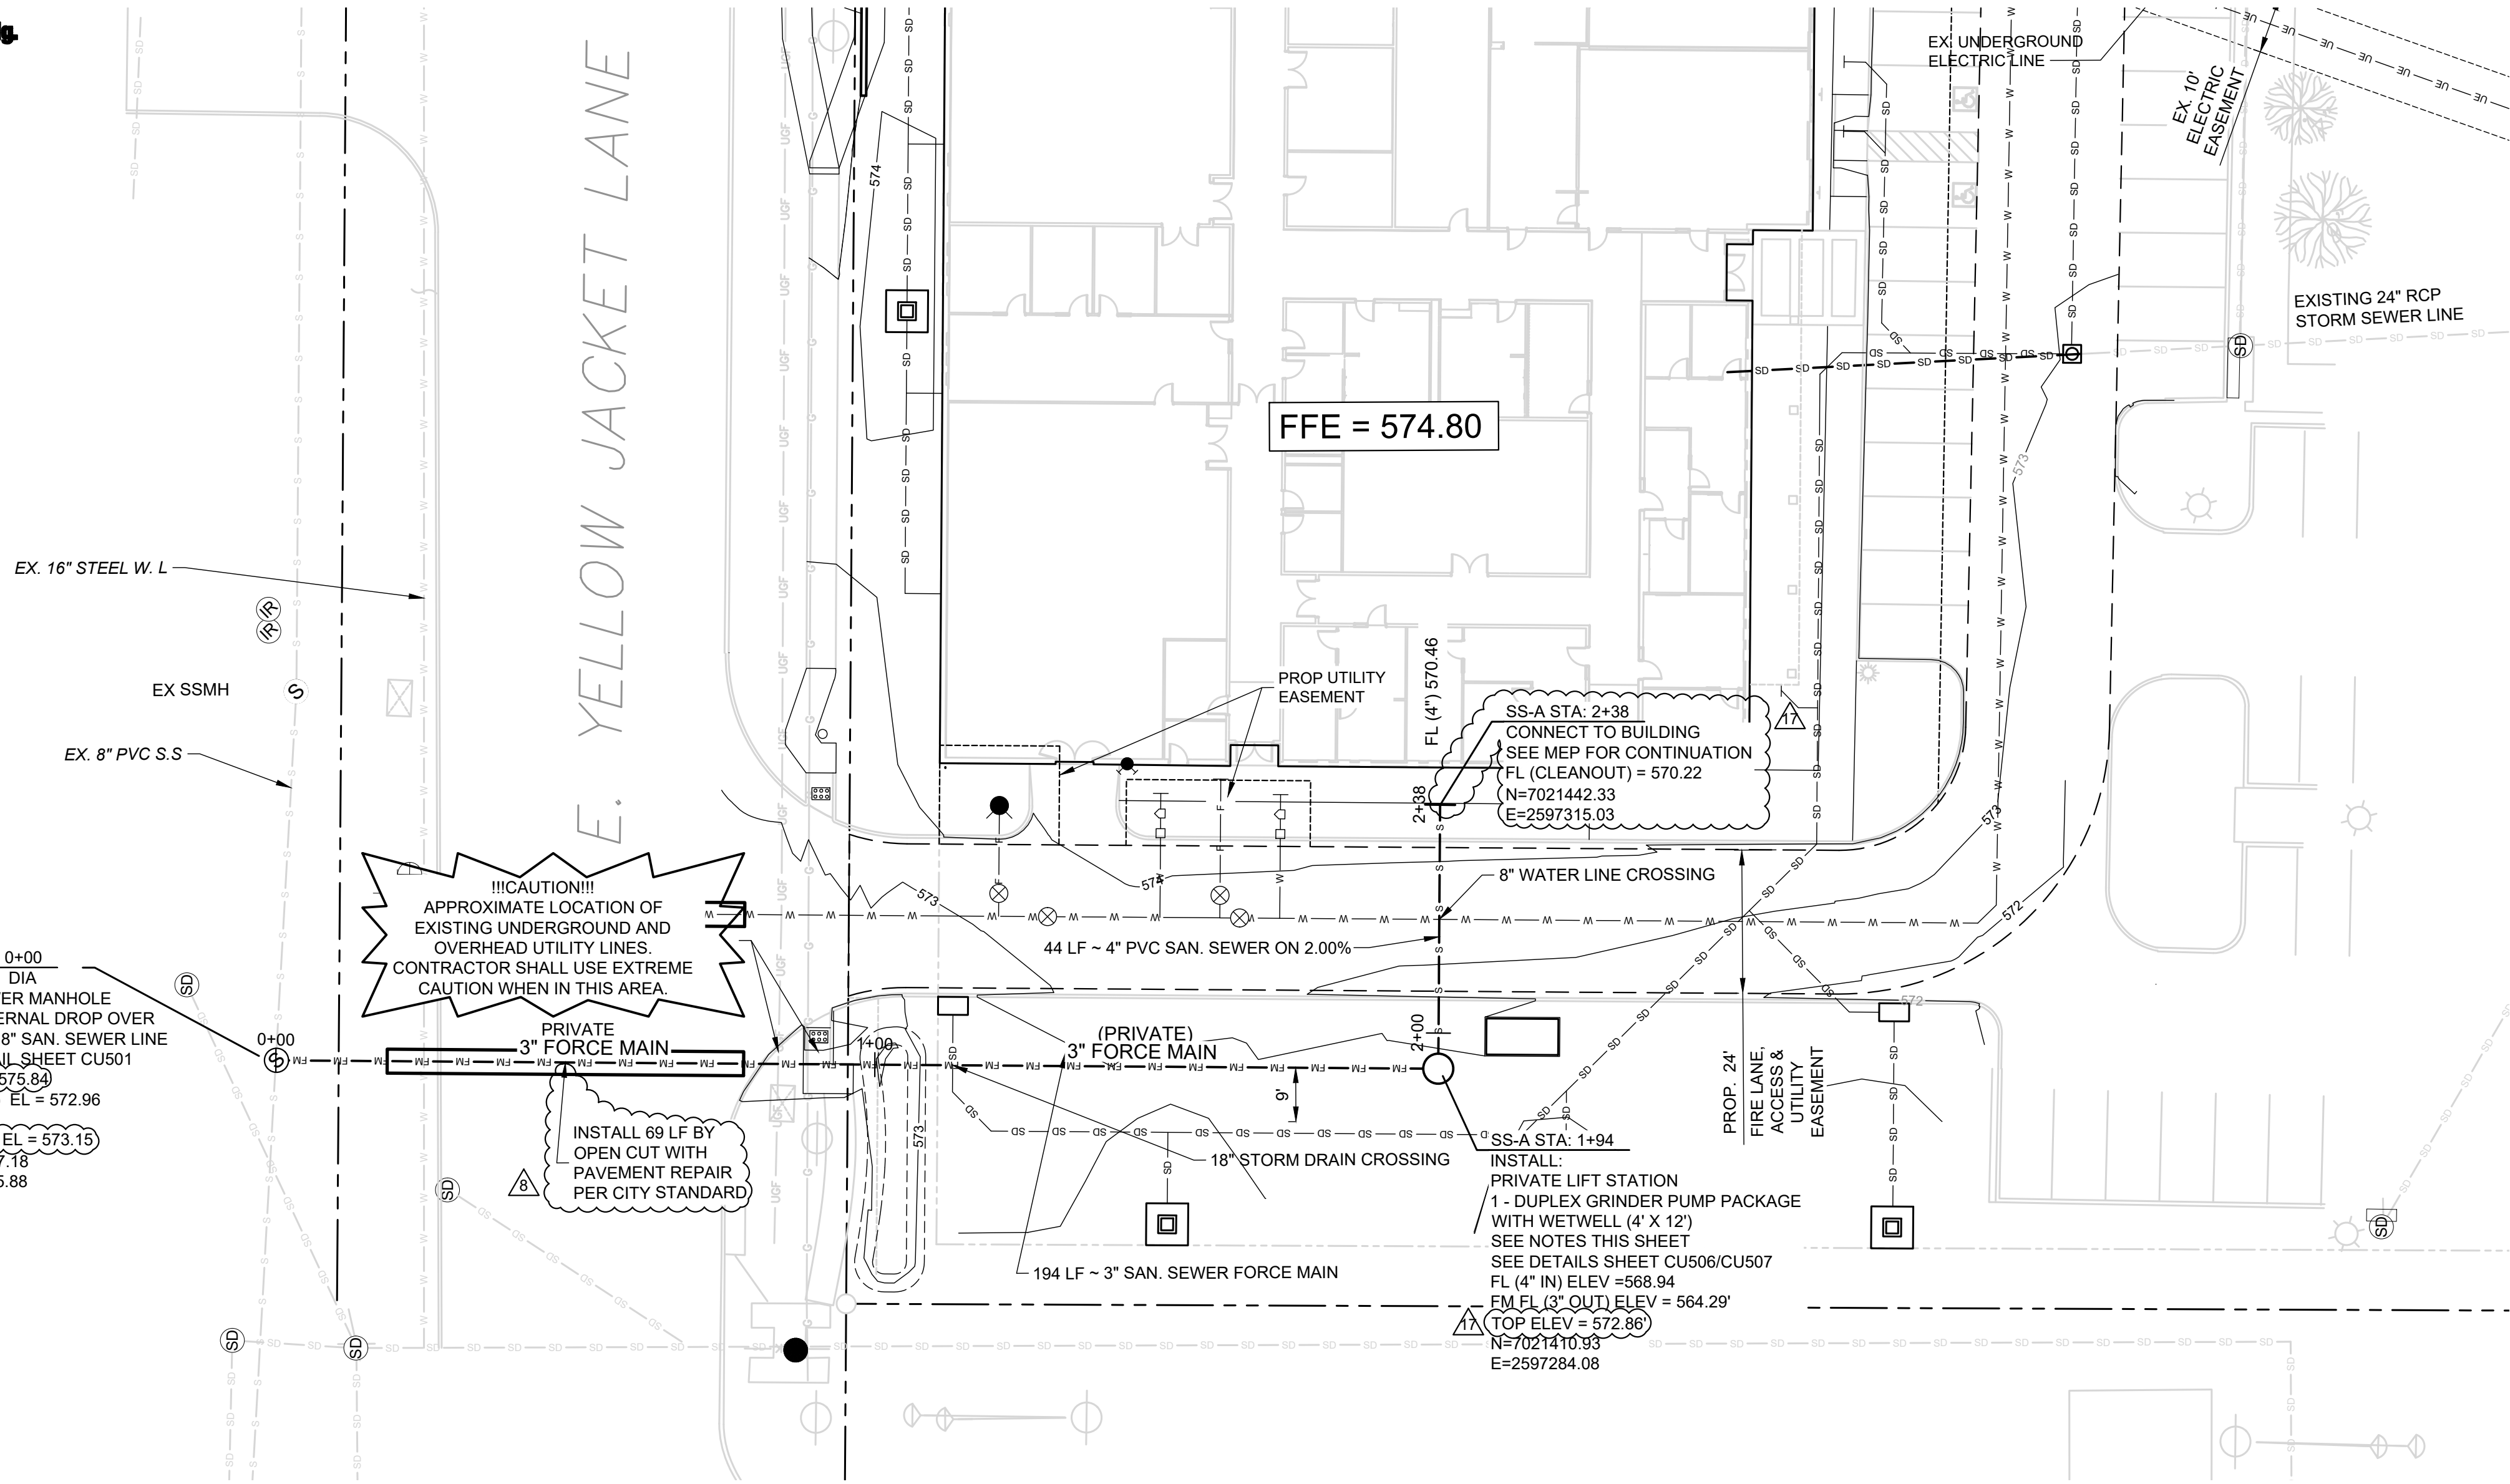 g.
E. YELLOW JACKET LANE
574
EX. UNDERGROUND
ELECTRIC LINE
EX. 10'
ELECTRIC
EASEMENT
EXISTING 24" RCP
STORM SEWER LINE
FFE = 574.80
573
EX. 16" STEEL W. L
IR
IR
EX SSMH
S
EX. 8" PVC S.S
PROP UTILITY
EASEMENT
FL (4") 570.46
SS-A STA: 2+38
CONNECT TO BUILDING
SEE MEP FOR CONTINUATION
FL (CLEANOUT) = 570.22
N=7021442.33
E=2597315.03
17
2+38
!!!CAUTION!!!
APPROXIMATE LOCATION OF
EXISTING UNDERGROUND AND
OVERHEAD UTILITY LINES.
CONTRACTOR SHALL USE EXTREME
CAUTION WHEN IN THIS AREA.
573
574
573
572
572
8" WATER LINE CROSSING
44 LF ~ 4" PVC SAN. SEWER ON 2.00%
0+00
DIA
ER MANHOLE
ERNAL DROP OVER
8" SAN. SEWER LINE
AIL SHEET CU501
575.84
EL = 572.96
EL = 573.15
7.18
5.88
0+00
S
PRIVATE
3" FORCE MAIN
1+00
(PRIVATE)
3" FORCE MAIN
2+00
9'
PROP. 24'
FIRE LANE,
ACCESS &
UTILITY
EASEMENT
INSTALL 69 LF BY
OPEN CUT WITH
PAVEMENT REPAIR
PER CITY STANDARD
8
573
18" STORM DRAIN CROSSING
194 LF ~ 3" SAN. SEWER FORCE MAIN
SS-A STA: 1+94
INSTALL:
PRIVATE LIFT STATION
1 - DUPLEX GRINDER PUMP PACKAGE
WITH WETWELL (4' X 12')
SEE NOTES THIS SHEET
SEE DETAILS SHEET CU506/CU507
FL (4" IN) ELEV =568.94
FM FL (3" OUT) ELEV = 564.29'
TOP ELEV = 572.86'
N=7021410.93
E=2597284.08
17